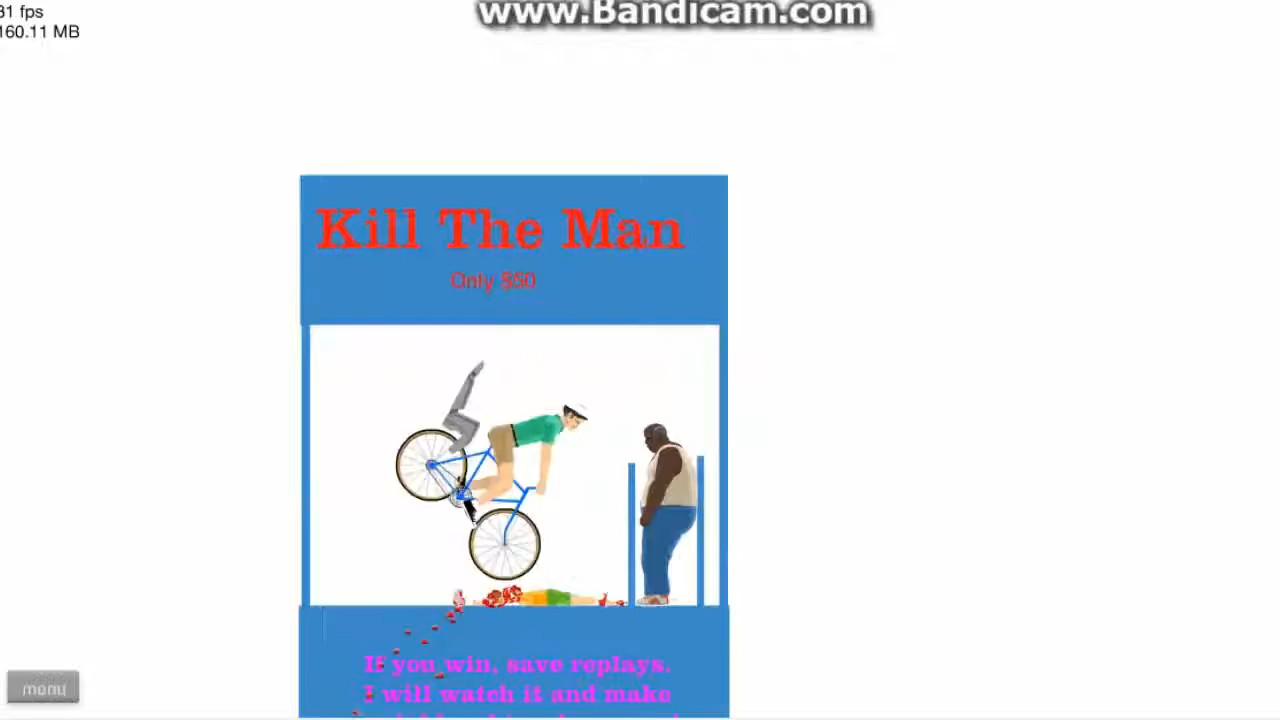 www.Bandicam.com
31 fps
160.11 MB
Kill The Man
Only $50
If you win, save replays.
I will watch it and make
menu